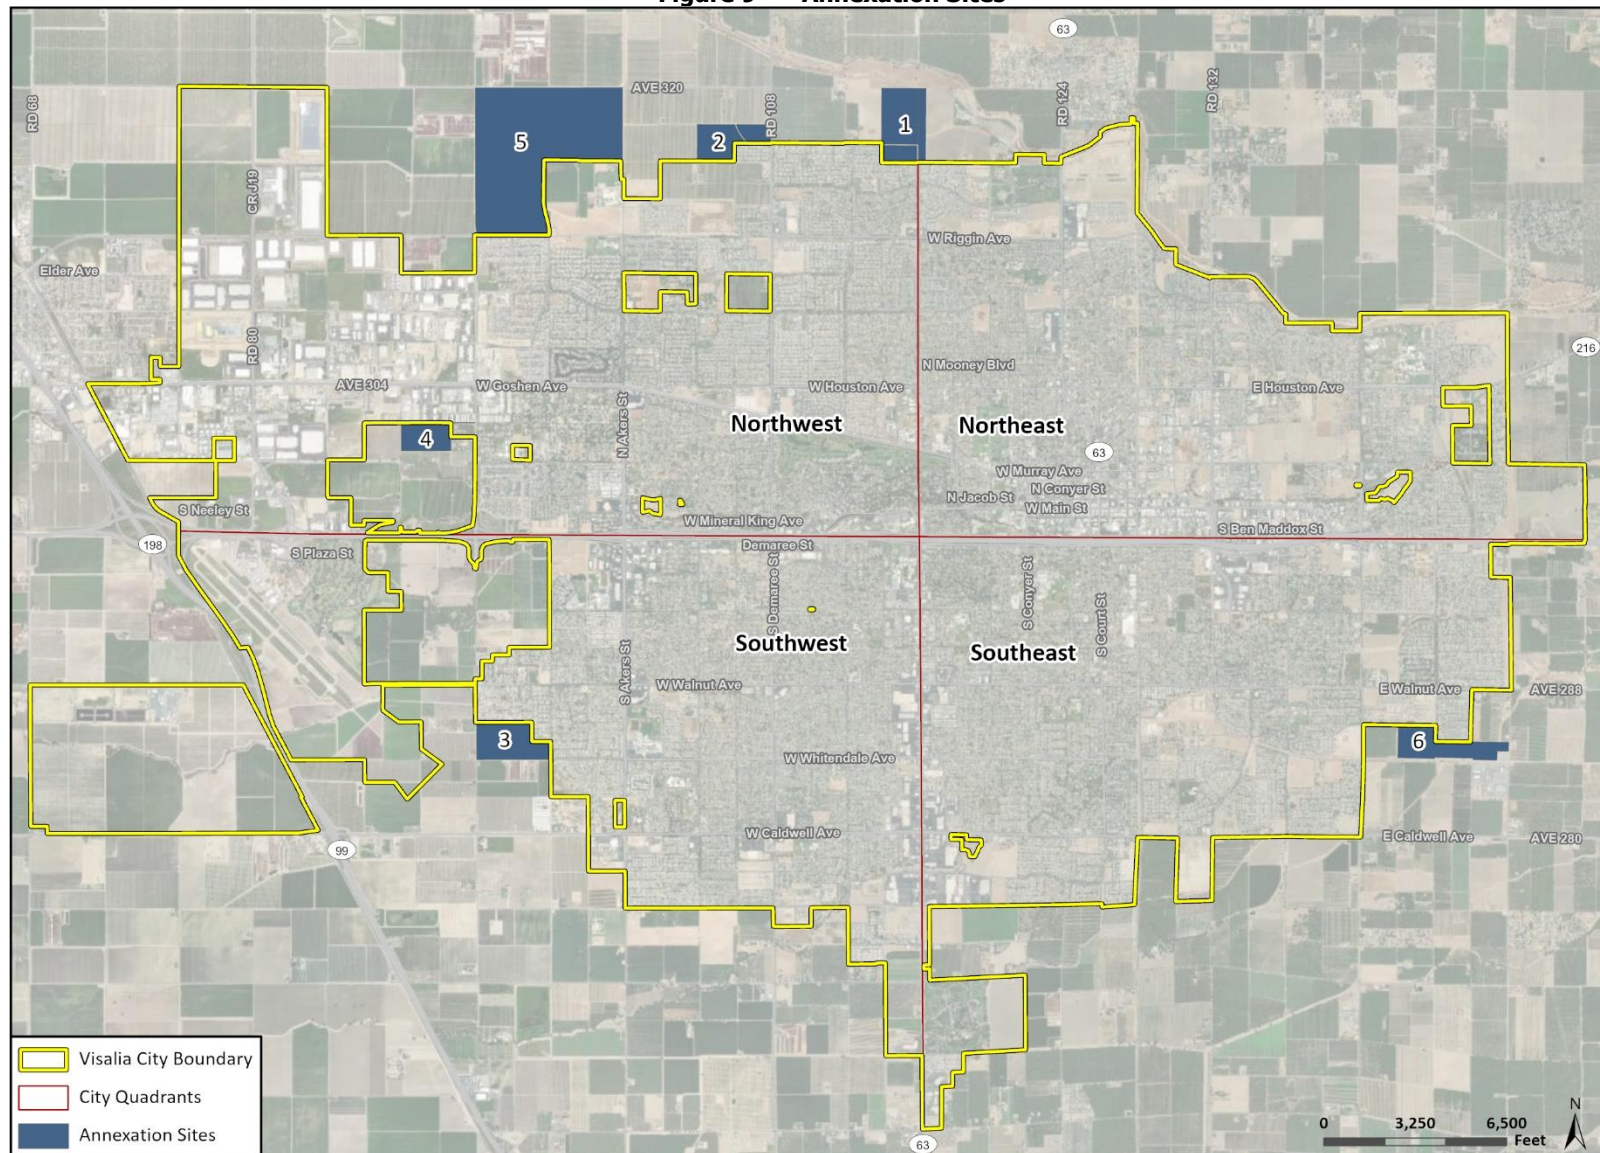 63
AVE 320
RD 68
RD 108
RD 124
RD 132
5
2
1
CR J19
W Riggin Ave
Elder Ave
RD 80
216
N Mooney Blvd
AVE 304
W Goshen Ave
W Houston Ave
E Houston Ave
N Akers St
Northwest
Northeast
4
63
W Murray Ave
N Jacob St
N Conyer St
W Main St
S Neeley St
W Mineral King Ave
S Ben Maddox St
198
S Plaza St
Demaree St
S Demaree St
S Conyer St
S Court St
Southwest
Southeast
S Akers St
W Walnut Ave
E Walnut Ave
AVE 288
3
6
W Whitendale Ave
W Caldwell Ave
E Caldwell Ave
AVE 280
99
Visalia City Boundary
City Quadrants
Annexation Sites
0 3,250 6,500
Feet
N
63